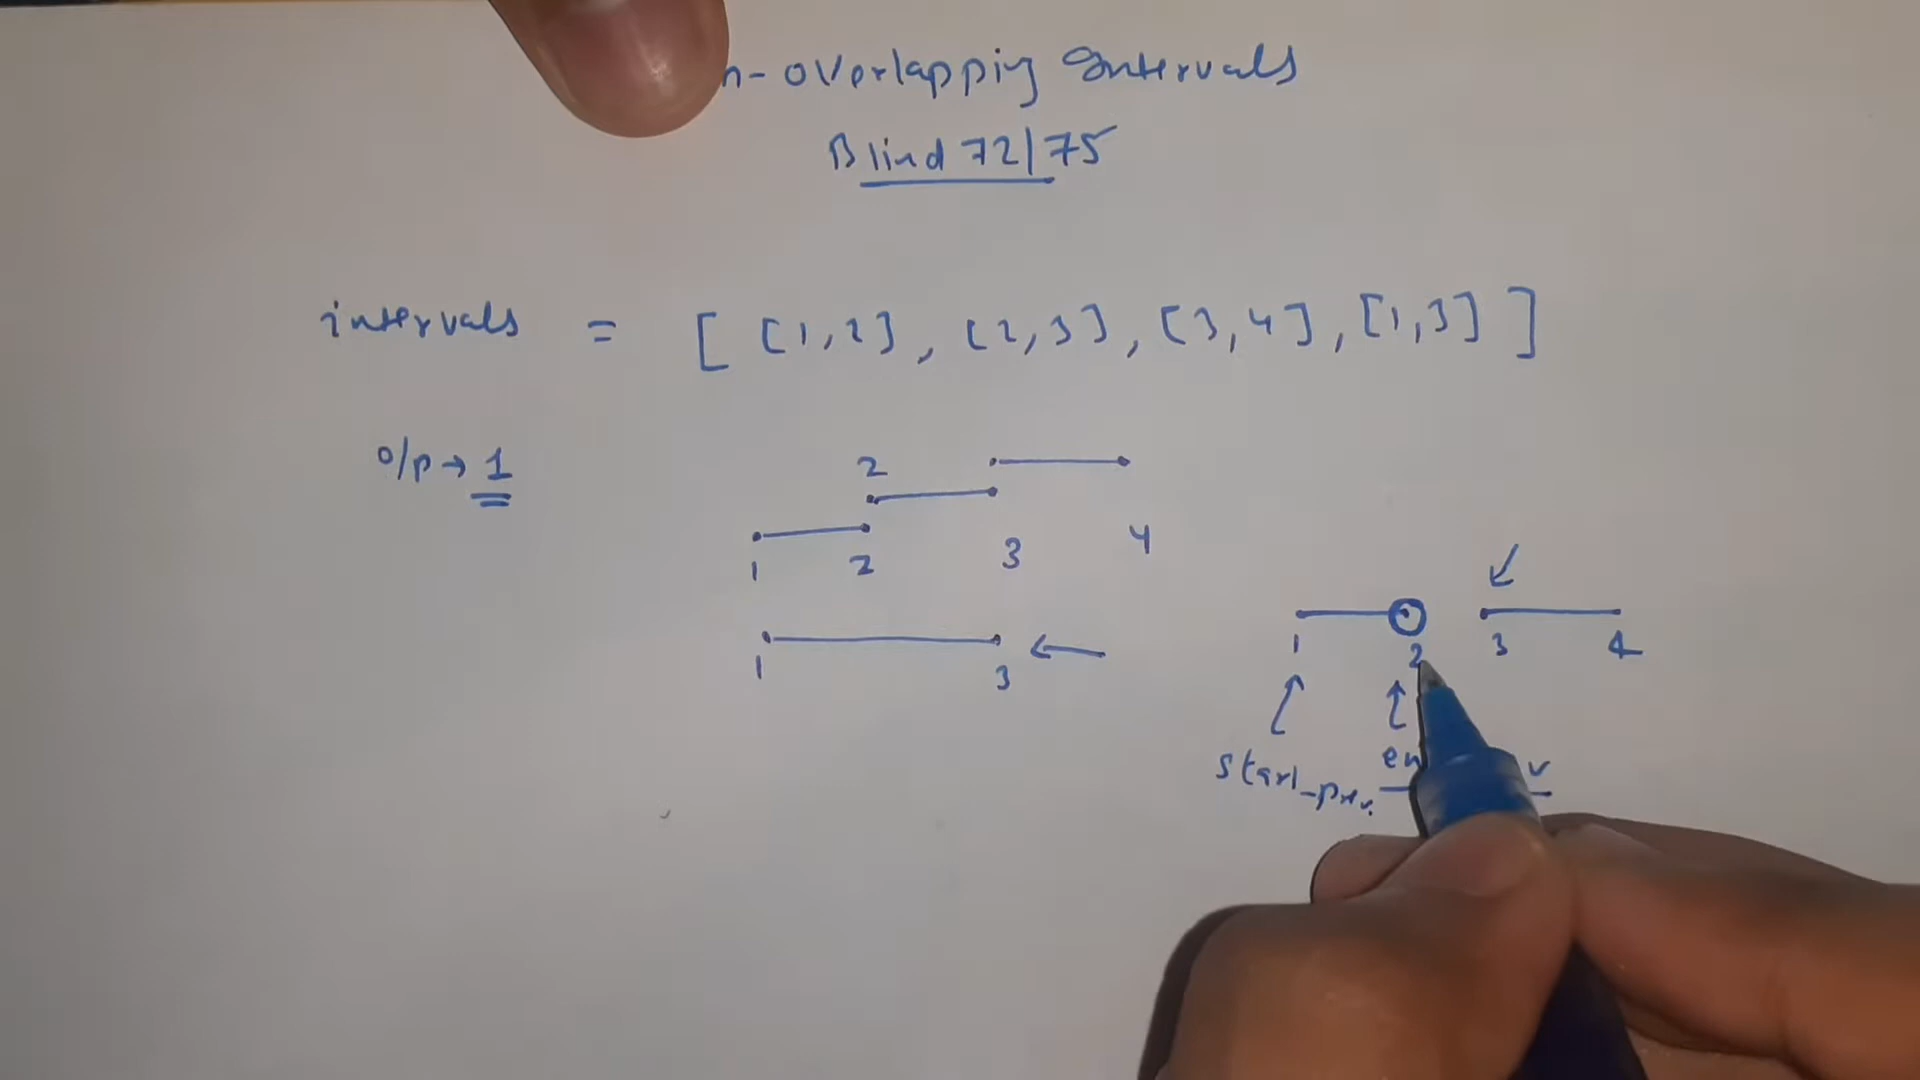 n-overlapping Intervals
Blind 72/75
intervals = [ [1,2], [2,3], [3,4], [1,3] ]
o/p → 1
2
1 2 3 4
1 3
1 2 3 4
start_prev